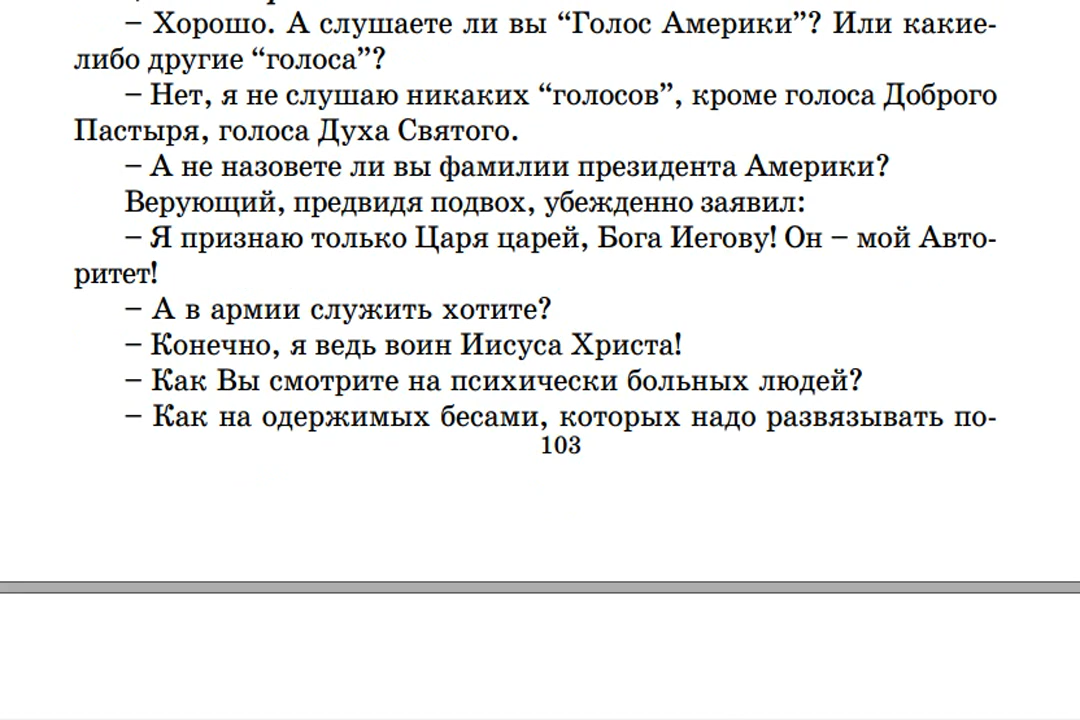 – Хорошо. А слушаете ли вы “Голос Америки”? Или какие-
либо другие “голоса”?
– Нет, я не слушаю никаких “голосов”, кроме голоса Доброго
Пастыря, голоса Духа Святого.
– А не назовете ли вы фамилии президента Америки?
Верующий, предвидя подвох, убежденно заявил:
– Я признаю только Царя царей, Бога Иегову! Он – мой Авто-
ритет!
– А в армии служить хотите?
– Конечно, я ведь воин Иисуса Христа!
– Как Вы смотрите на психически больных людей?
– Как на одержимых бесами, которых надо развязывать по-
103